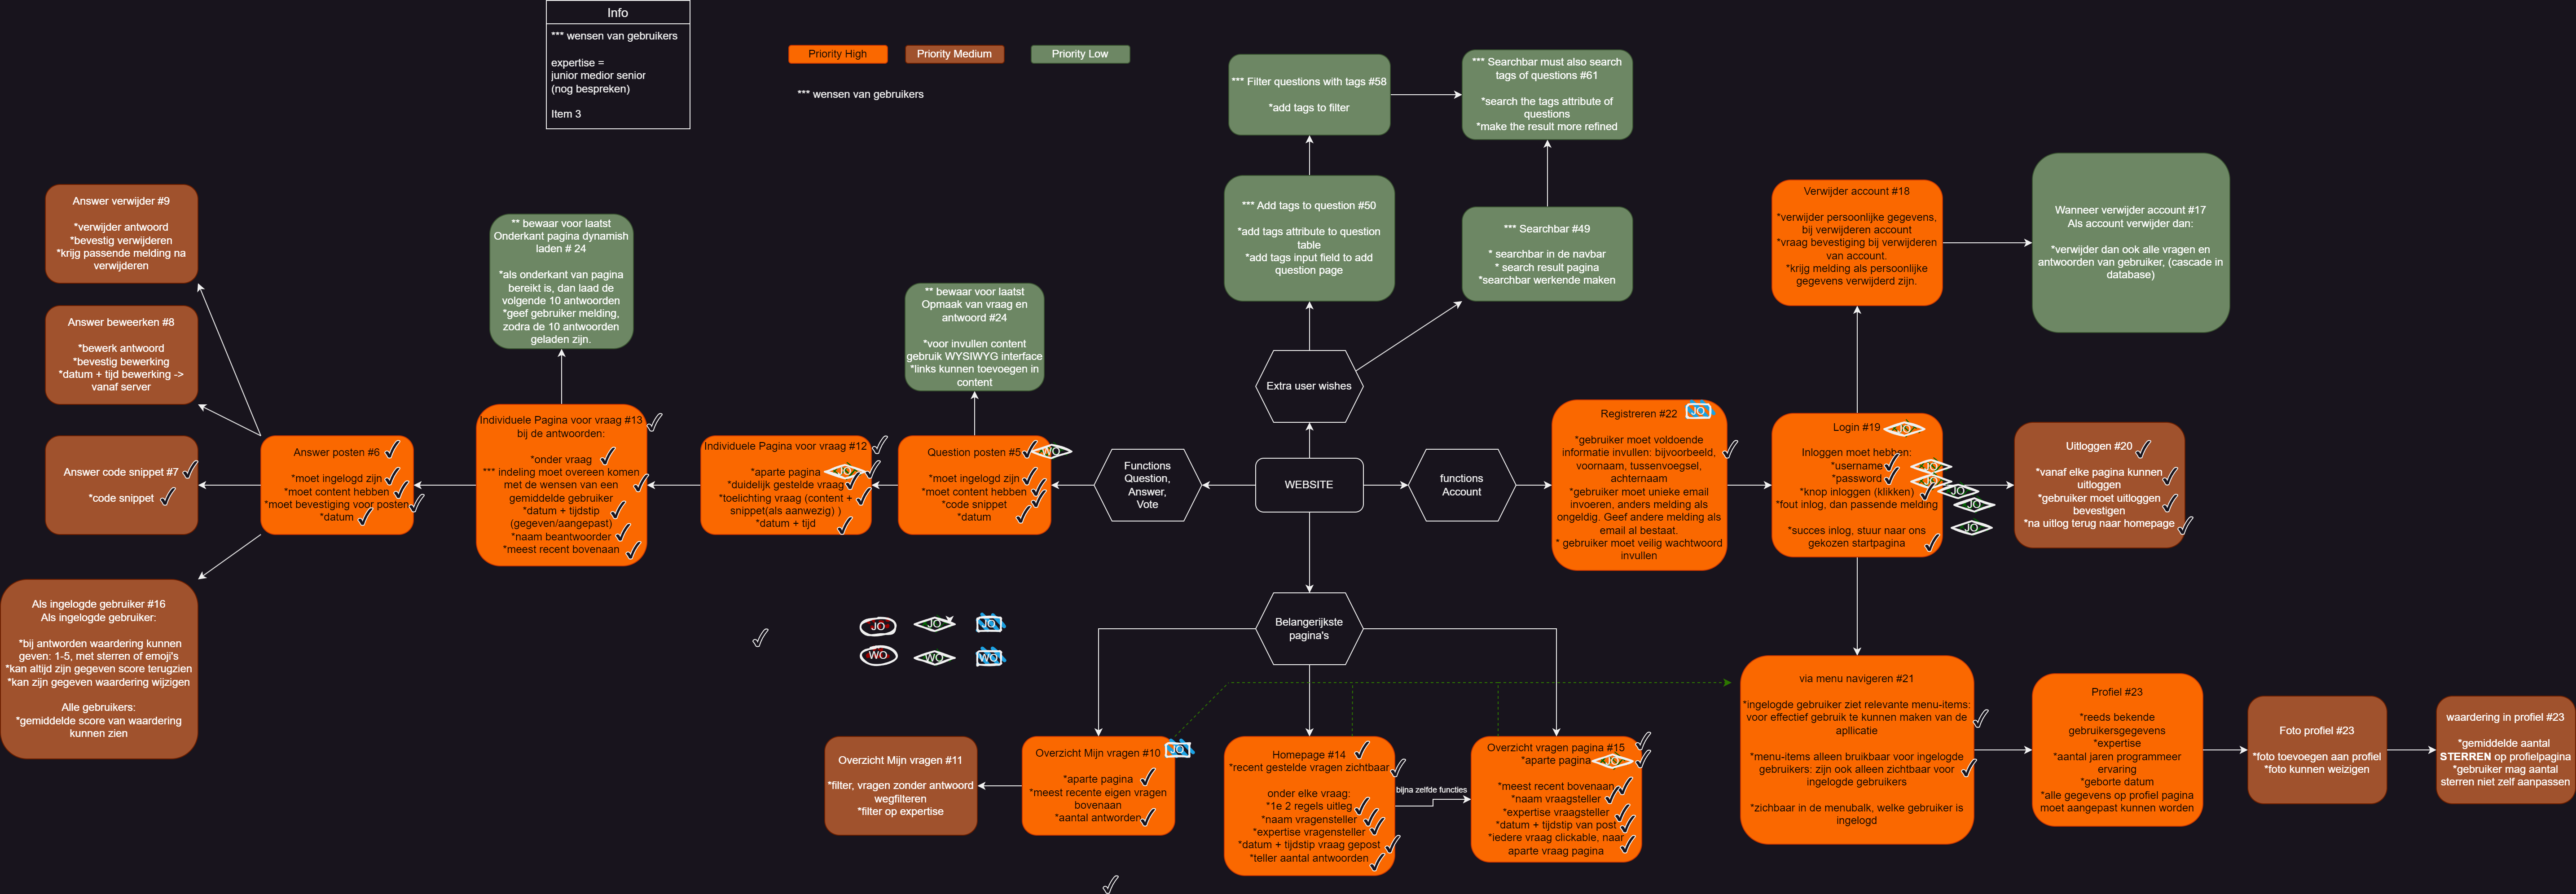 Info
*** wensen van gebruikers
expertise =
junior medior senior
(nog bespreken)
Item 3
Priority High
Priority Medium
Priority Low
*** wensen van gebruikers
*** Filter questions with tags #58
*add tags to filter
*** Searchbar must also search
tags of questions #61
*search the tags attribute of
questions
*make the result more refined
*** Add tags to question #50
*add tags attribute to question
table
*add tags input field to add
question page
*** Searchbar #49
* searchbar in de navbar
* search result pagina
*searchbar werkende maken
Verwijder account #18
*verwijder persoonlijke gegevens,
bij verwijderen account
*vraag bevestiging bij verwijderen
van account.
*krijg melding als persoonlijke
gegevens verwijderd zijn.
Wanneer verwijder account #17
Als account verwijder dan:
*verwijder dan ook alle vragen en
antwoorden van gebruiker, (cascade in
database)
Answer verwijder #9
*verwijder antwoord
*bevestig verwijderen
*krijg passende melding na
verwijderen
** bewaar voor laatst
Onderkant pagina dynamish
laden # 24
*als onderkant van pagina
bereikt is, dan laad de
volgende 10 antwoorden
*geef gebruiker melding,
zodra de 10 antwoorden
geladen zijn.
** bewaar voor laatst
Opmaak van vraag en
antwoord #24
*voor invullen content
gebruik WYSIWYG interface
*links kunnen toevoegen in
content
Answer beweerken #8
*bewerk antwoord
*bevestig bewerking
*datum + tijd bewerking ->
vanaf server
Extra user wishes
Answer code snippet #7
*code snippet
Answer posten #6
*moet ingelogd zijn
*moet content hebben
*moet bevestiging voor posten
*datum
Individuele Pagina voor vraag #13
bij de antwoorden:
*onder vraag
*** indeling moet overeen komen
met de wensen van een
gemiddelde gebruiker
*datum + tijdstip
(gegeven/aangepast)
*naam beantwoorder
*meest recent bovenaan
Individuele Pagina voor vraag #12
*aparte pagina
JO
*duidelijk gestelde vraag
*toelichting vraag (content +
snippet(als aanwezig) )
*datum + tijd
Question posten #5
WO
*moet ingelogd zijn
*moet content hebben
*code snippet
*datum
Functions
Question,
Answer,
Vote
WEBSITE
functions
Account
Registreren #22
JO
*gebruiker moet voldoende
informatie invullen: bijvoorbeeld,
voornaam, tussenvoegsel,
achternaam
*gebruiker moet unieke email
invoeren, anders melding als
ongeldig. Geef andere melding als
email al bestaat.
* gebruiker moet veilig wachtwoord
invullen
Login #19
JO
Inloggen moet hebben:
*username
JO
*password
JO
*knop inloggen (klikken)
JO
*fout inlog, dan passende melding
JO
*succes inlog, stuur naar ons
gekozen startpagina
JO
Uitloggen #20
*vanaf elke pagina kunnen
uitloggen
*gebruiker moet uitloggen
bevestigen
*na uitlog terug naar homepage
Als ingelogde gebruiker #16
Als ingelogde gebruiker:
*bij antworden waardering kunnen
geven: 1-5, met sterren of emoji's
*kan altijd zijn gegeven score terugzien
*kan zijn gegeven waardering wijzigen
Alle gebruikers:
*gemiddelde score van waardering
kunnen zien
JO
JO
JO
WO
WO
WO
Belangerijkste
pagina's
Overzicht Mijn vragen #11
*filter, vragen zonder antwoord
wegfilteren
*filter op expertise
Overzicht Mijn vragen #10
JO
*aparte pagina
*meest recente eigen vragen
bovenaan
*aantal antworden
Homepage #14
*recent gestelde vragen zichtbaar
onder elke vraag:
*1e 2 regels uitleg
*naam vragensteller
*expertise vragensteller
*datum + tijdstip vraag gepost
*teller aantal antwoorden
bijna zelfde functies
Overzicht vragen pagina #15
*aparte pagina
JO
*meest recent bovenaan
*naam vraagsteller
*expertise vraagsteller
*datum + tijdstip van post
*iedere vraag clickable, naar
aparte vraag pagina
via menu navigeren #21
*ingelogde gebruiker ziet relevante menu-items:
voor effectief gebruik te kunnen maken van de
apllicatie
*menu-items alleen bruikbaar voor ingelogde
gebruikers: zijn ook alleen zichtbaar voor
ingelogde gebruikers
*zichbaar in de menubalk, welke gebruiker is
ingelogd
Profiel #23
*reeds bekende
gebruikersgegevens
*expertise
*aantal jaren programmeer
ervaring
*geborte datum
*alle gegevens op profiel pagina
moet aangepast kunnen worden
Foto profiel #23
*foto toevoegen aan profiel
*foto kunnen weizigen
waardering in profiel #23
*gemiddelde aantal
STERREN op profielpagina
*gebruiker mag aantal
sterren niet zelf aanpassen